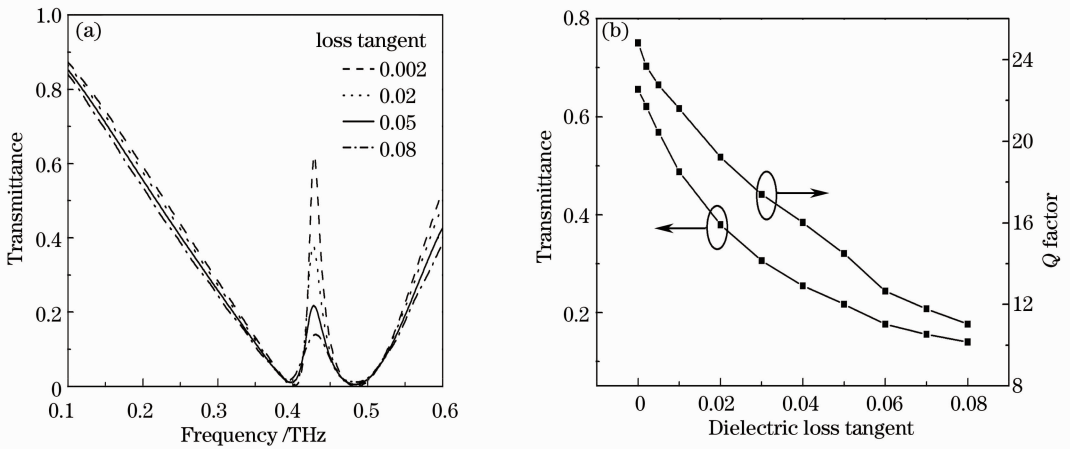 (a)
loss tangent
0.002
0.02
0.05
0.08
1.0
0.8
0.6
0.4
0.2
0
0.1 0.2 0.3 0.4 0.5 0.6
Transmittance
Frequency /THz
(b)
0.8
0.6
0.4
0.2
24
20
16
12
8
0 0.02 0.04 0.06 0.08
Transmittance
Q factor
Dielectric loss tangent